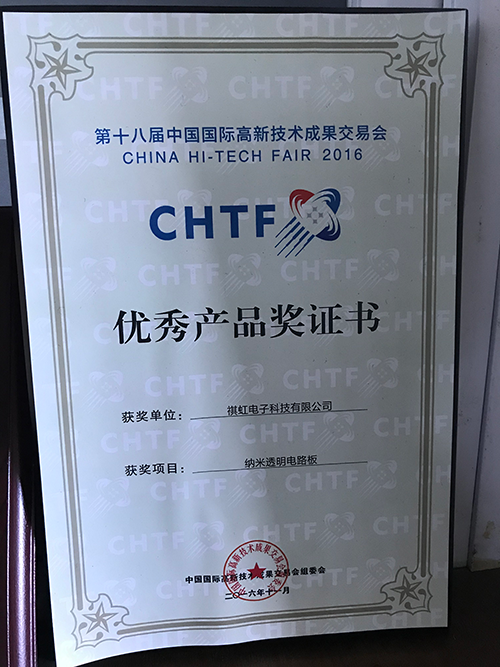 第十八届中国国际高新技术成果交易会
CHINA HI-TECH FAIR 2016
CHTF
优秀产品奖证书
获奖单位： 祺虹电子科技有限公司
获奖项目： 纳米透明电路板
中国国际高新技术成果交易会组委会
二〇一六年十一月